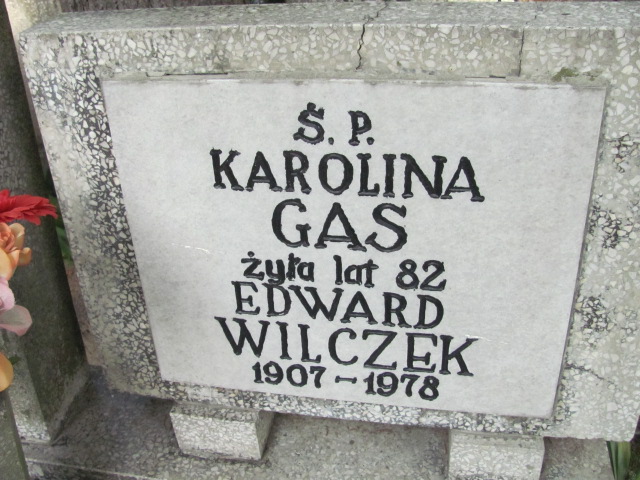 Ś. P.
KAROLINA
GAS
żyła lat 82
EDWARD
WILCZEK
1907 - 1978